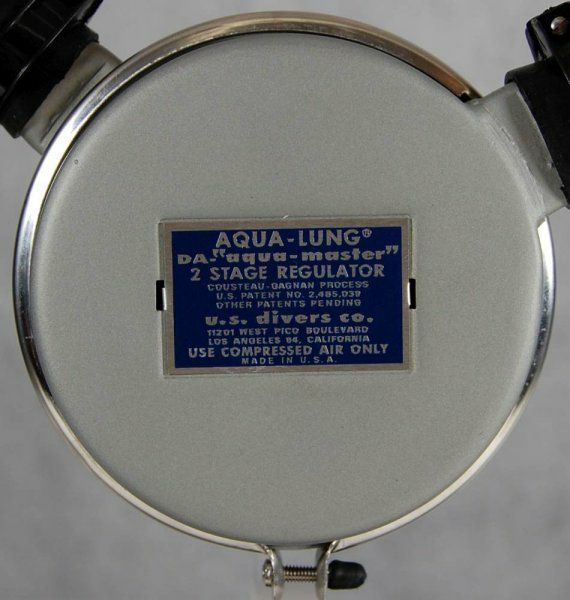 AQUA-LUNG®
DA-"aqua-master"
2 STAGE REGULATOR
COUSTEAU-GAGNAN PROCESS
U.S. PATENT NO. 2,485,039
OTHER PATENTS PENDING
u.s. divers co.
11201 WEST PICO BOULEVARD
LOS ANGELES 64, CALIFORNIA
USE COMPRESSED AIR ONLY
MADE IN U.S.A.